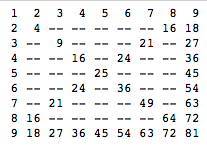 1 2 3 4 5 6 7 8 9
2 4 -- -- -- -- -- 16 18
3 -- 9 -- -- -- 21 -- 27
4 -- -- 16 -- 24 -- -- 36
5 -- -- -- 25 -- -- -- 45
6 -- -- 24 -- 36 -- -- 54
7 -- 21 -- -- -- 49 -- 63
8 16 -- -- -- -- -- 64 72
9 18 27 36 45 54 63 72 81